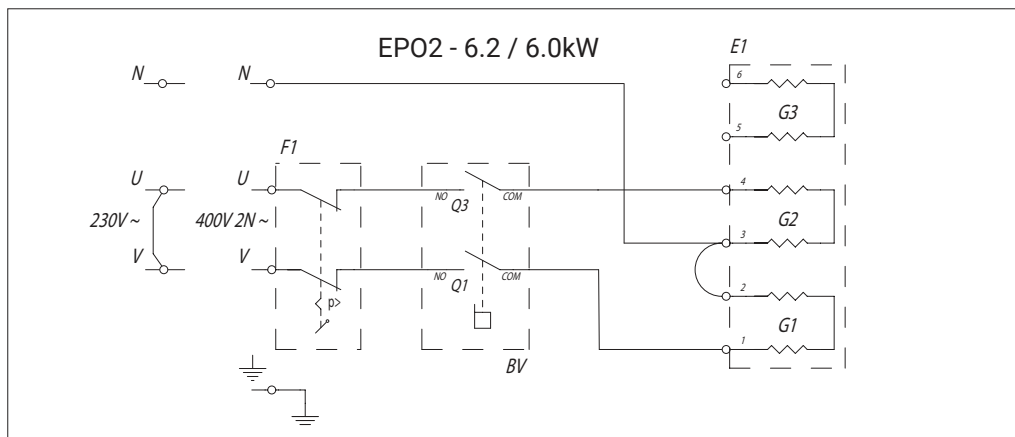 EPO2 - 6.2 / 6.0kW
E1
N
N
6
G3
5
F1
U
U
4
NO
Q3
COM
230V ~
400V 2N ~
G2
3
V
V
NO
Q1
COM
2
p>
G1
1
BV